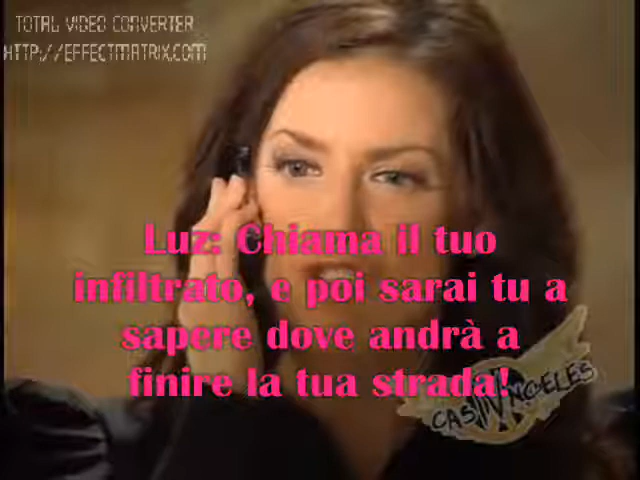 TOTAL VIDEO CONVERTER
HTTP://EFFECTMATRIX.COM
Luz: Chiama il tuo
infiltrato, e poi sarai tu a
sapere dove andrà a
finire la tua strada!